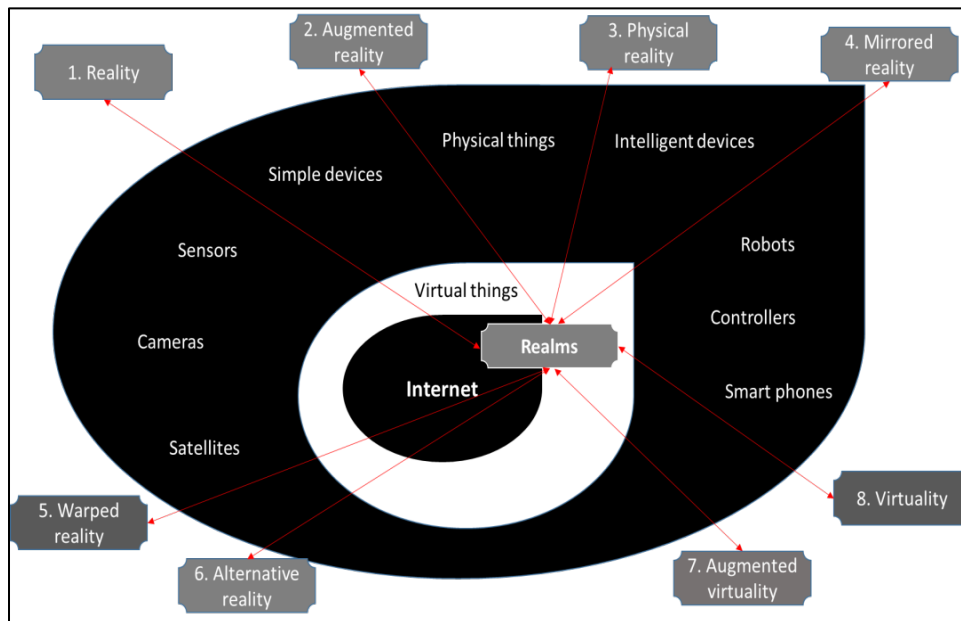 1. Reality
2. Augmented
reality
3. Physical
reality
4. Mirrored
reality
Physical things
Intelligent devices
Simple devices
Sensors
Robots
Virtual things
Controllers
Cameras
Realms
Internet
Smart phones
Satellites
5. Warped
reality
8. Virtuality
6. Alternative
reality
7. Augmented
virtuality